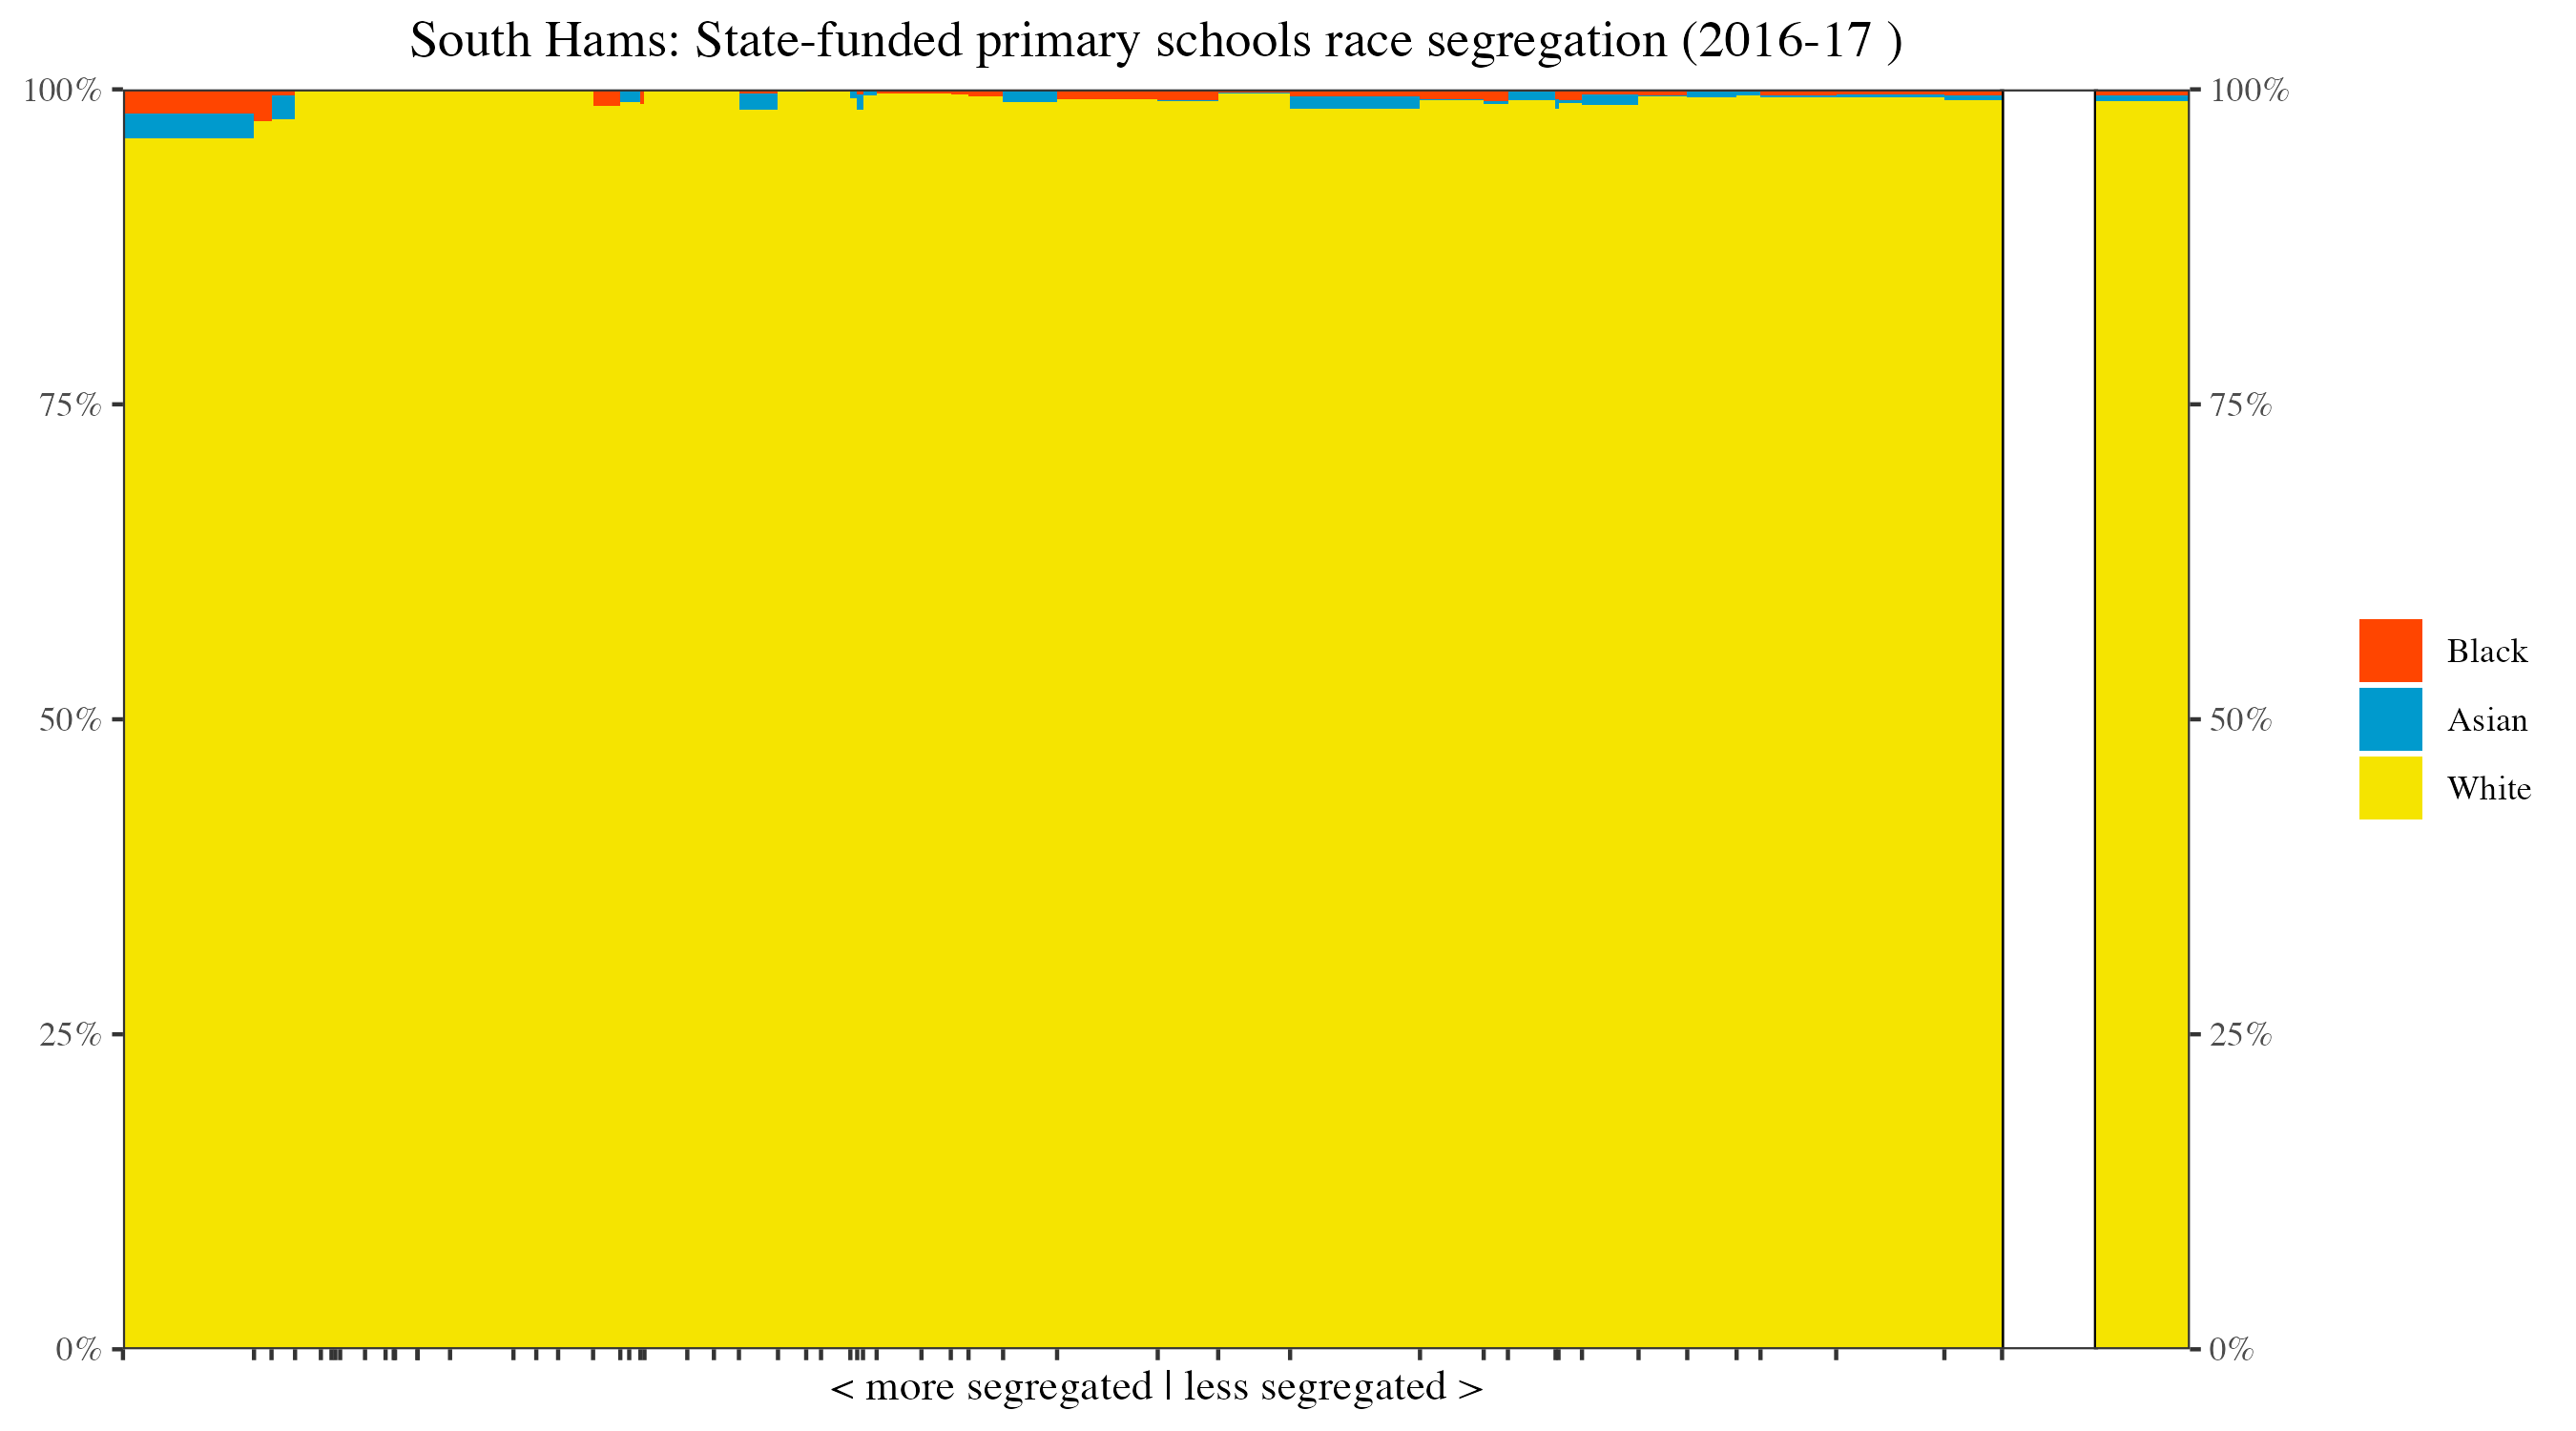 South Hams: State-funded primary schools race segregation (2016-17 )
100%
75%
50%
25%
0%
100%
75%
50%
25%
0%
Black
Asian
White
< more segregated | less segregated >